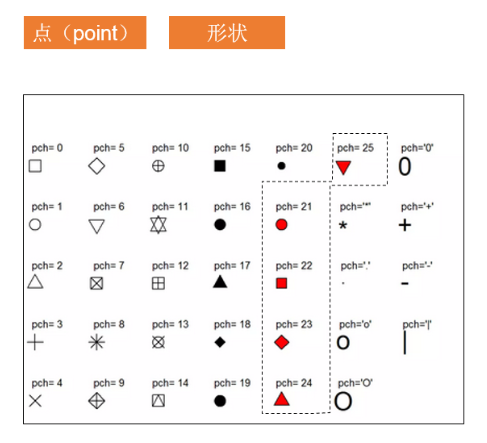 点（point）
形状
pch= 0 pch= 5 pch= 10 pch= 15 pch= 20 pch= 25 pch='0'
0
pch= 1 pch= 6 pch= 11 pch= 16 pch= 21 pch='*' pch='+'
* +
pch= 2 pch= 7 pch= 12 pch= 17 pch= 22 pch='.' pch='-'
. -
pch= 3 pch= 8 pch= 13 pch= 18 pch= 23 pch='o' pch='|'
o |
pch= 4 pch= 9 pch= 14 pch= 19 pch= 24 pch='O'
O